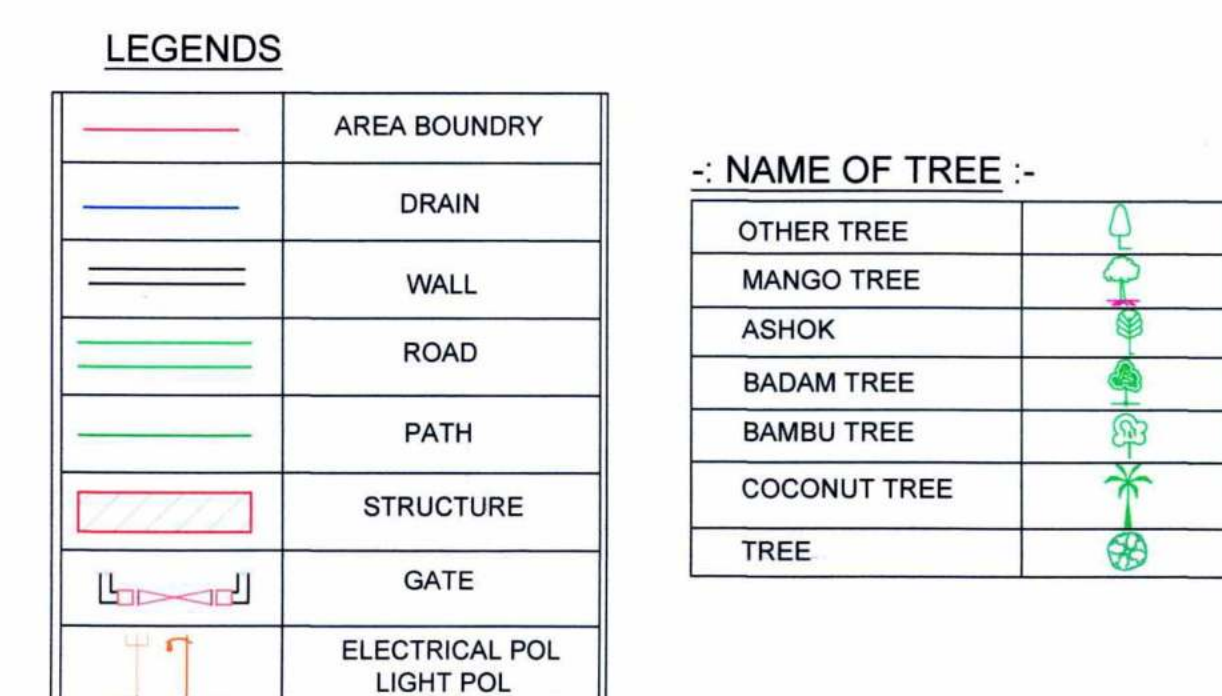 LEGENDS
AREA BOUNDRY
DRAIN
WALL
ROAD
PATH
STRUCTURE
GATE
ELECTRICAL POL
LIGHT POL
-: NAME OF TREE :-
OTHER TREE
MANGO TREE
ASHOK
BADAM TREE
BAMBU TREE
COCONUT TREE
TREE